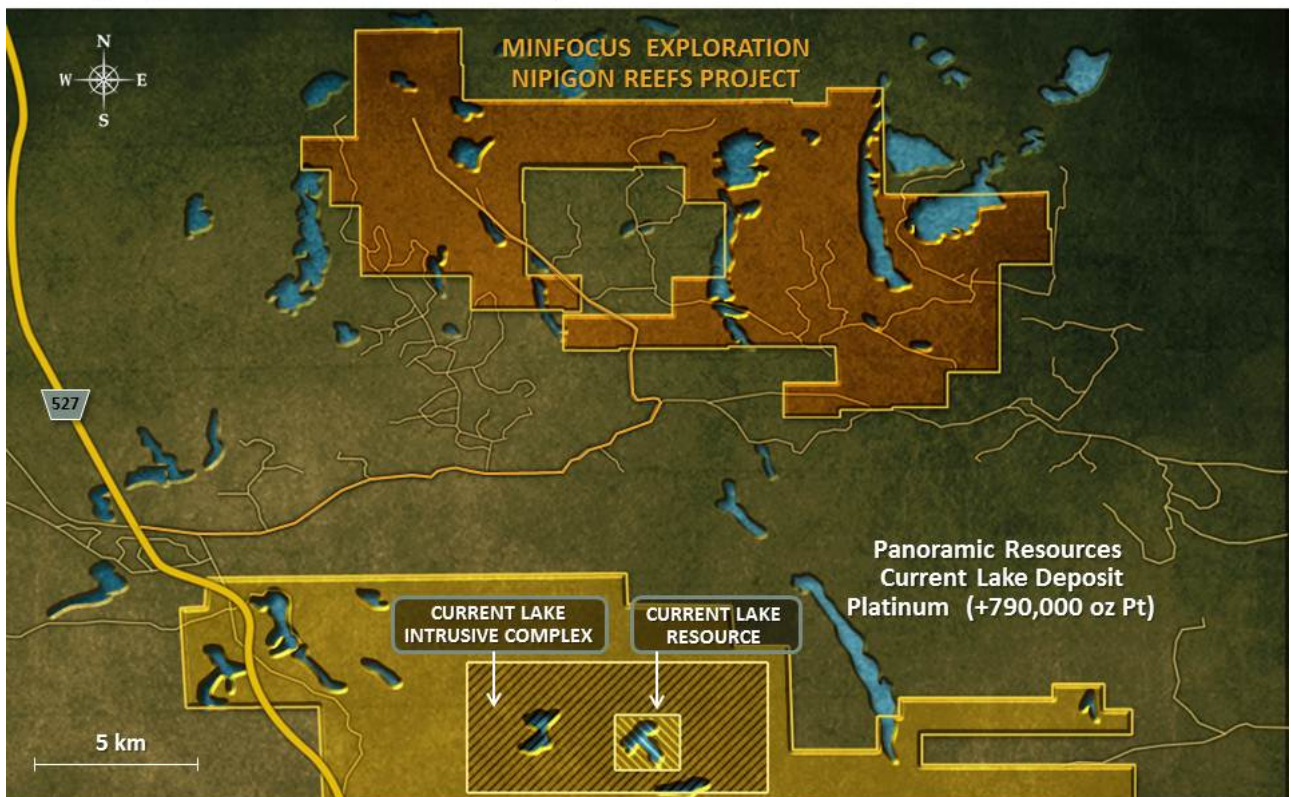 MINFOCUS EXPLORATION
NIPIGON REEFS PROJECT
N
W E
S
527
Panoramic Resources
Current Lake Deposit
Platinum (+790,000 oz Pt)
CURRENT LAKE
INTRUSIVE COMPLEX
CURRENT LAKE
RESOURCE
5 km